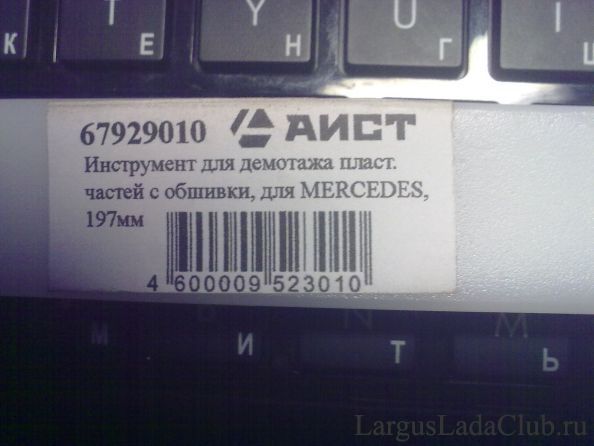 К Т Е Y Н U Г I Ш
67929010 АИСТ
Инструмент для демотажа пласт.
частей с обшивки, для MERCEDES,
197мм
4 600009 523010
М В И N Т M Ь
LargusLadaClub.ru